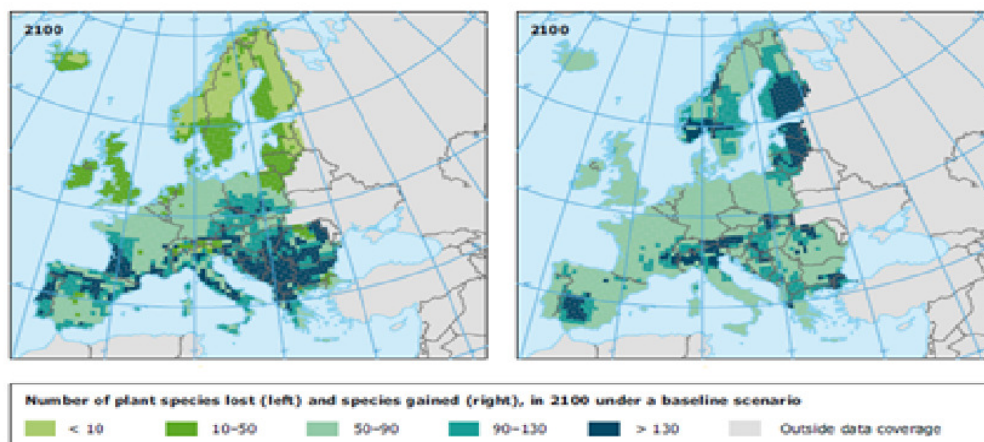 2100
2100
Number of plant species lost (left) and species gained (right), in 2100 under a baseline scenario
< 10 10–50 50–90 90–130 > 130 Outside data coverage